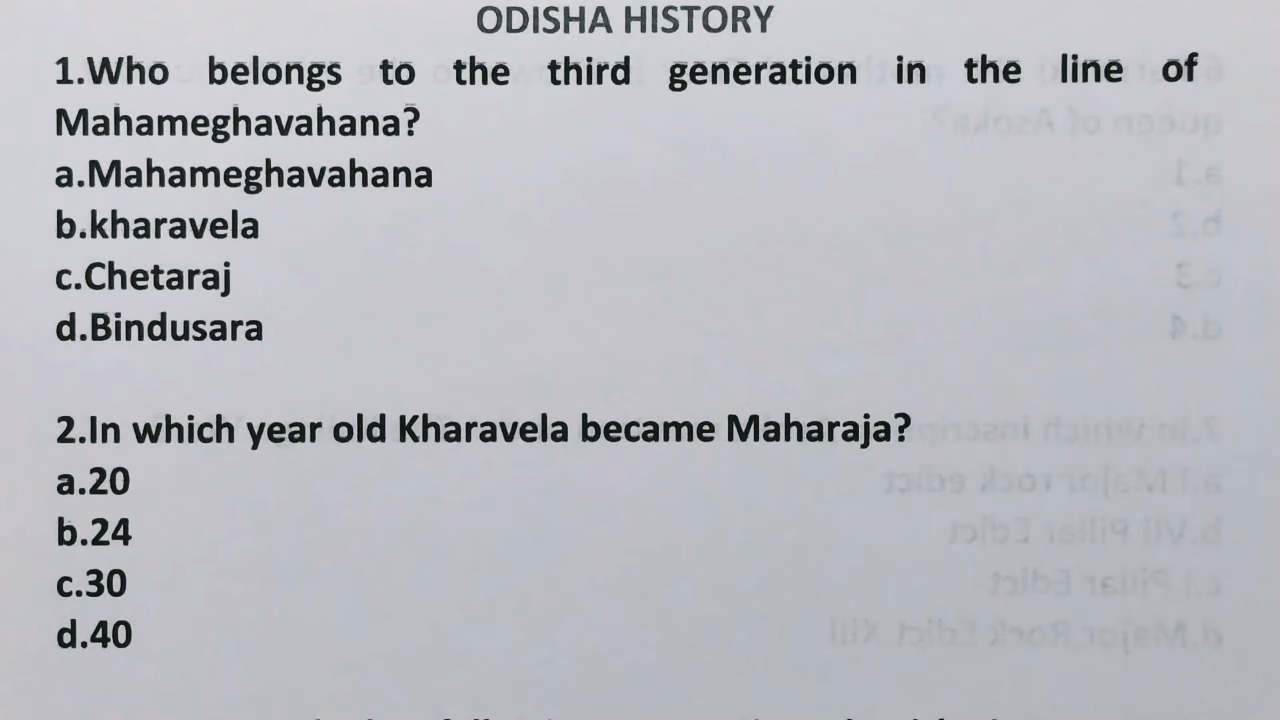 ODISHA HISTORY
1.Who belongs to the third generation in the line of
Mahameghavahana?
a.Mahameghavahana
b.kharavela
c.Chetaraj
d.Bindusara
2.In which year old Kharavela became Maharaja?
a.20
b.24
c.30
d.40